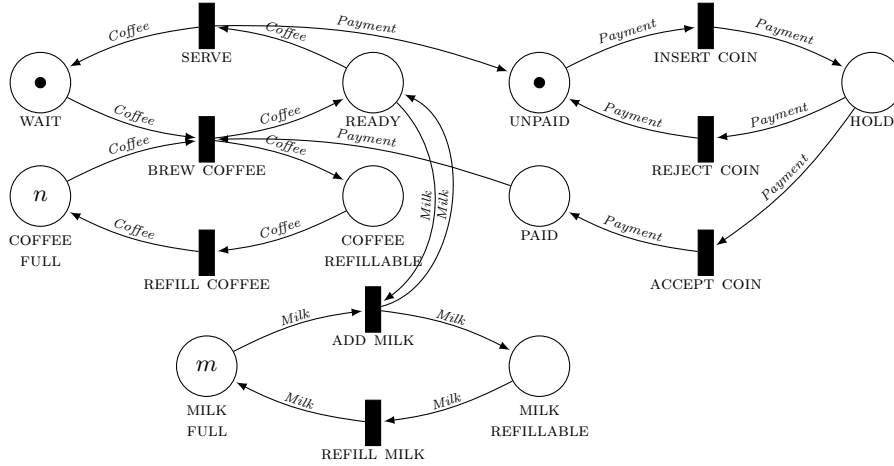 Coffee
Payment
Payment
Payment
SERVE
Coffee
INSERT COIN
WAIT
READY
UNPAID
HOLD
Coffee
Coffee
Payment
Payment
Payment
BREW COFFEE
Coffee
REJECT COIN
Coffee
Milk
Milk
Payment
n
Coffee
Coffee
Payment
COFFEE
FULL
REFILL COFFEE
COFFEE
REFILLABLE
PAID
ACCEPT COIN
Milk
Milk
ADD MILK
m
Milk
Milk
MILK
FULL
REFILL MILK
MILK
REFILLABLE